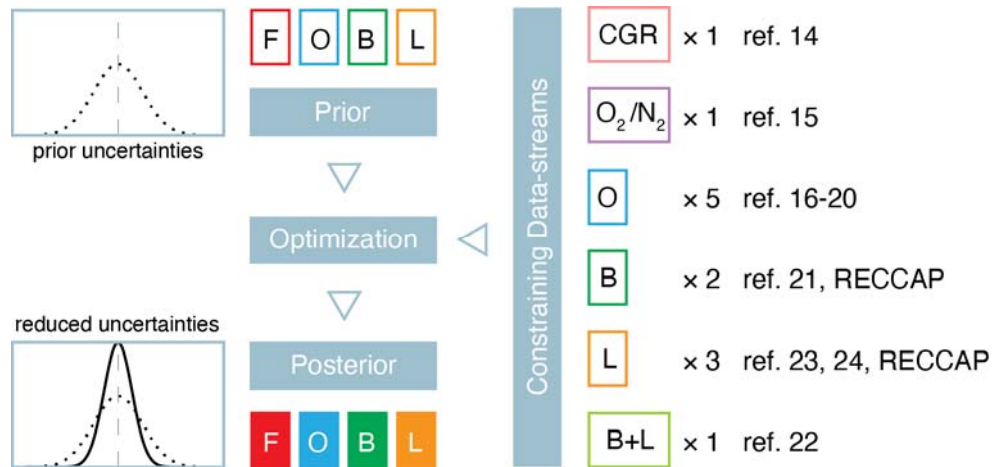 F O B L
Prior
prior uncertainties
Optimization
reduced uncertainties
Posterior
F O B L
Constraining Data-streams
CGR × 1 ref. 14
O₂/N₂ × 1 ref. 15
O × 5 ref. 16-20
B × 2 ref. 21, RECCAP
L × 3 ref. 23, 24, RECCAP
B+L × 1 ref. 22